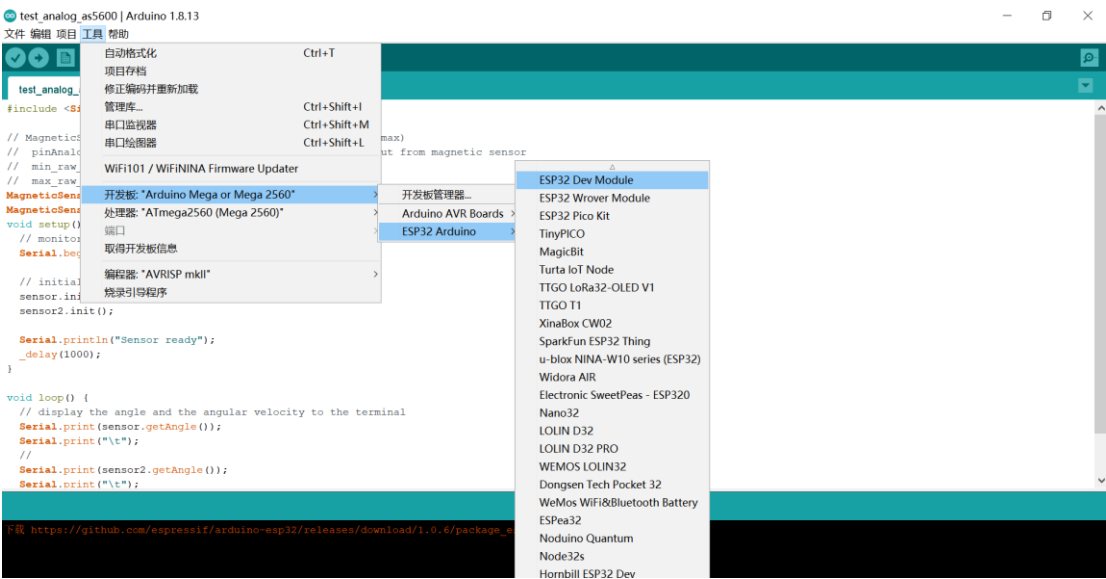 test_analog_as5600 | Arduino 1.8.13
文件 编辑 项目 工具 帮助
test_analog_
自动格式化 Ctrl+T
项目存档
修正编码并重新加载
管理库... Ctrl+Shift+I
串口监视器 Ctrl+Shift+M
串口绘图器 Ctrl+Shift+L
WiFi101 / WiFiNINA Firmware Updater
开发板: "Arduino Mega or Mega 2560"
处理器: "ATmega2560 (Mega 2560)"
端口
取得开发板信息
编程器: "AVRISP mkII"
烧录引导程序
开发板管理器...
Arduino AVR Boards
ESP32 Arduino
ESP32 Dev Module
ESP32 Wrover Module
ESP32 Pico Kit
TinyPICO
MagicBit
Turta IoT Node
TTGO LoRa32-OLED V1
TTGO T1
XinaBox CW02
SparkFun ESP32 Thing
u-blox NINA-W10 series (ESP32)
Widora AIR
Electronic SweetPeas - ESP320
Nano32
LOLIN D32
LOLIN D32 PRO
WEMOS LOLIN32
Dongsen Tech Pocket 32
WeMos WiFi&Bluetooth Battery
ESPea32
Noduino Quantum
Node32s
Hornbill ESP32 Dev
#include <Si
// MagneticS max)
// pinAnalo ut from magnetic sensor
// min_raw_
// max_raw_
MagneticSens
MagneticSens
void setup()
// monitor
Serial.beg
// initial
sensor.ini
sensor2.init();
Serial.println("Sensor ready");
_delay(1000);
}
void loop() {
// display the angle and the angular velocity to the terminal
Serial.print(sensor.getAngle());
Serial.print("\t");
//
Serial.print(sensor2.getAngle());
Serial.print("\t");
下载 https://github.com/espressif/arduino-esp32/releases/download/1.0.6/package_e